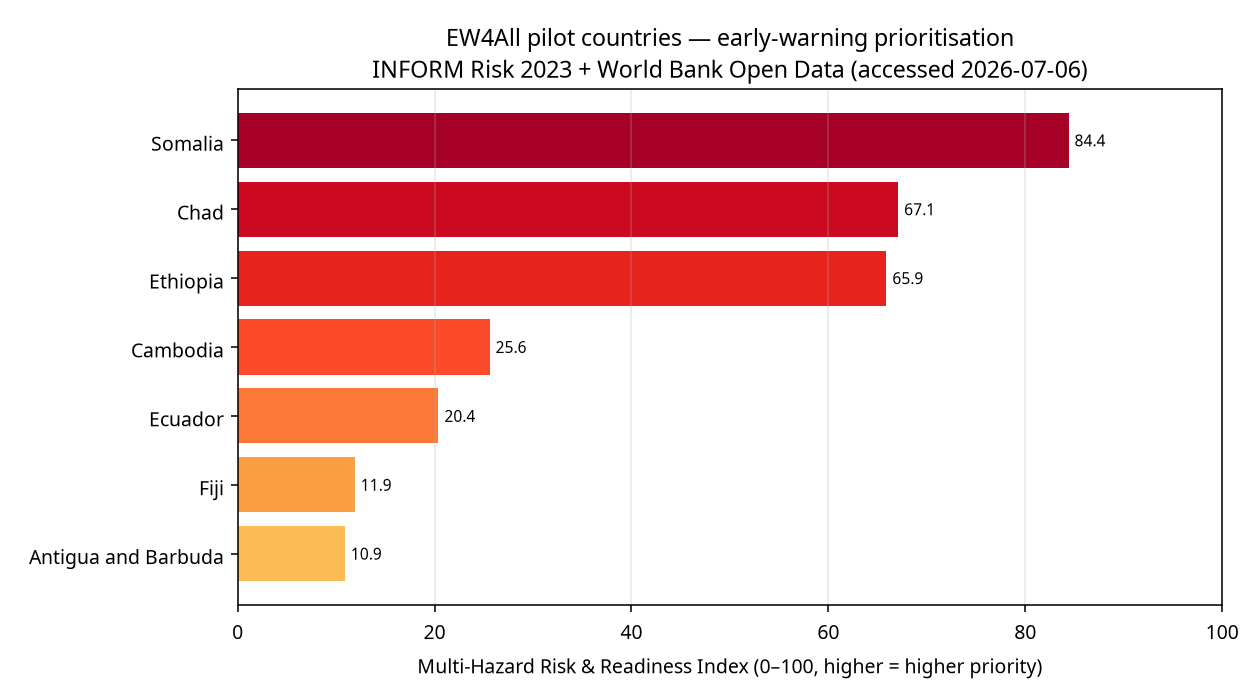 EW4All pilot countries — early-warning prioritisation
INFORM Risk 2023 + World Bank Open Data (accessed 2026-07-06)
Somalia 84.4
Chad 67.1
Ethiopia 65.9
Cambodia 25.6
Ecuador 20.4
Fiji 11.9
Antigua and Barbuda 10.9
0 20 40 60 80 100
Multi-Hazard Risk & Readiness Index (0–100, higher = higher priority)